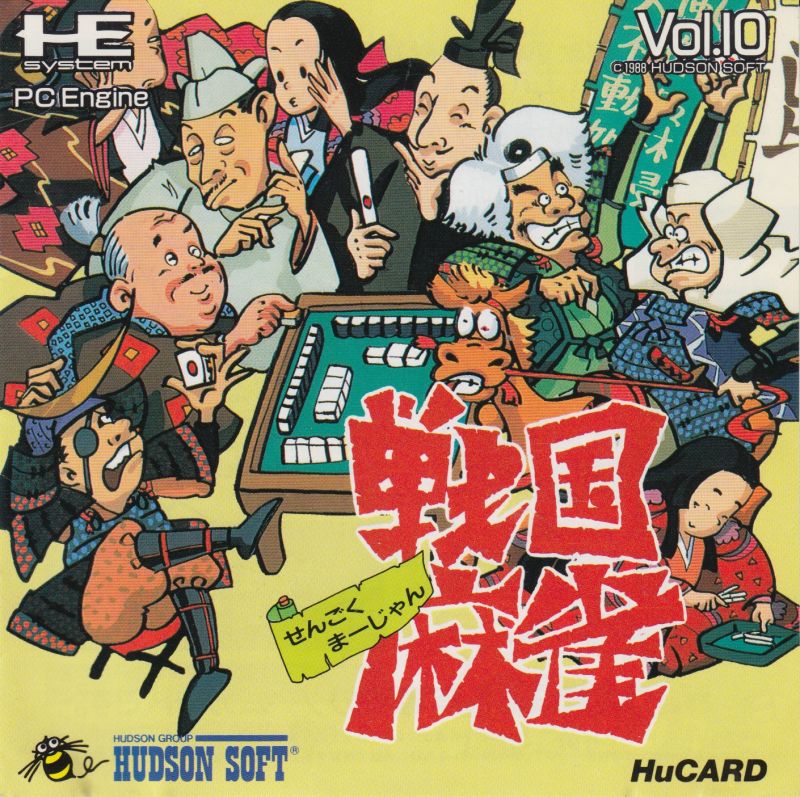 HE
system
PC Engine
Vol.10
©1988 HUDSON SOFT
戦国
麻雀
せんごく
まーじゃん
HUDSON GROUP
HUDSON SOFT®
HuCARD